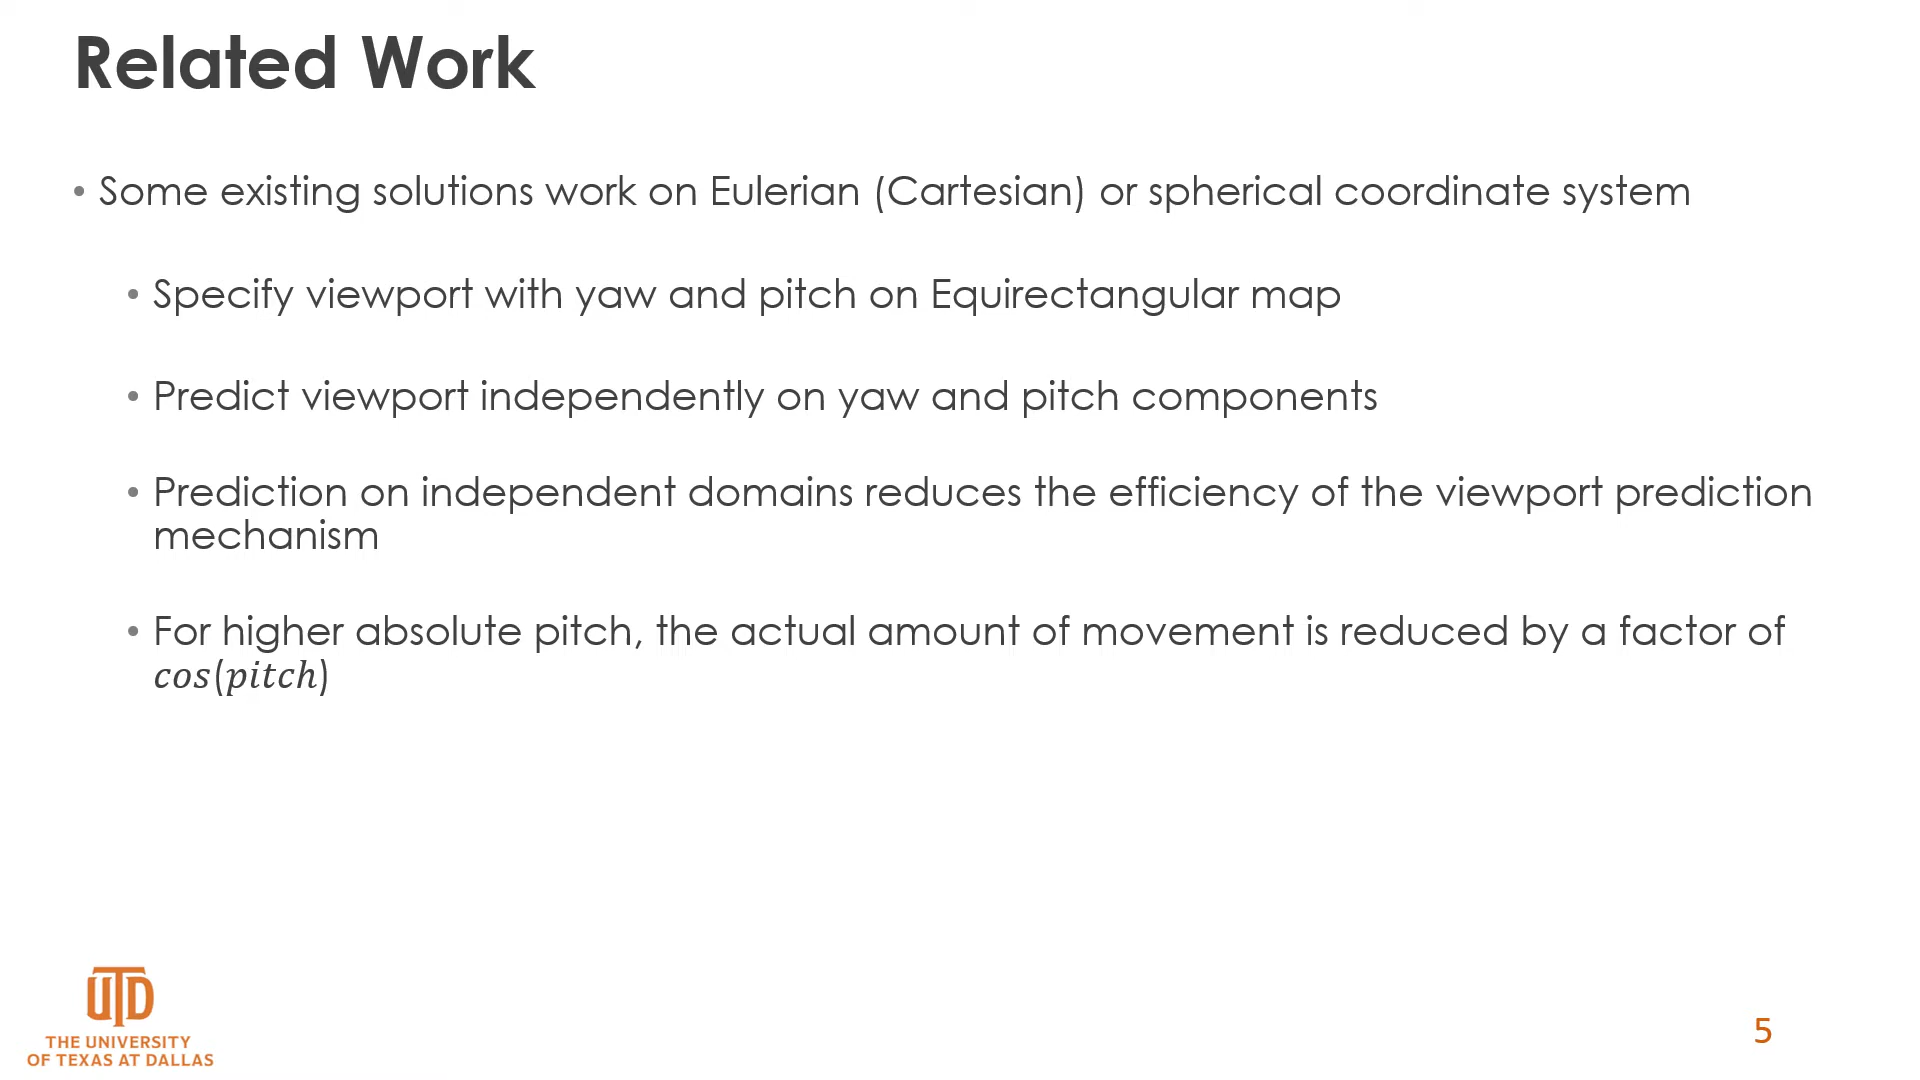 Related Work
• Some existing solutions work on Eulerian (Cartesian) or spherical coordinate system
• Specify viewport with yaw and pitch on Equirectangular map
• Predict viewport independently on yaw and pitch components
• Prediction on independent domains reduces the efficiency of the viewport prediction
mechanism
• For higher absolute pitch, the actual amount of movement is reduced by a factor of
cos(pitch)
UTD
THE UNIVERSITY
OF TEXAS AT DALLAS
5